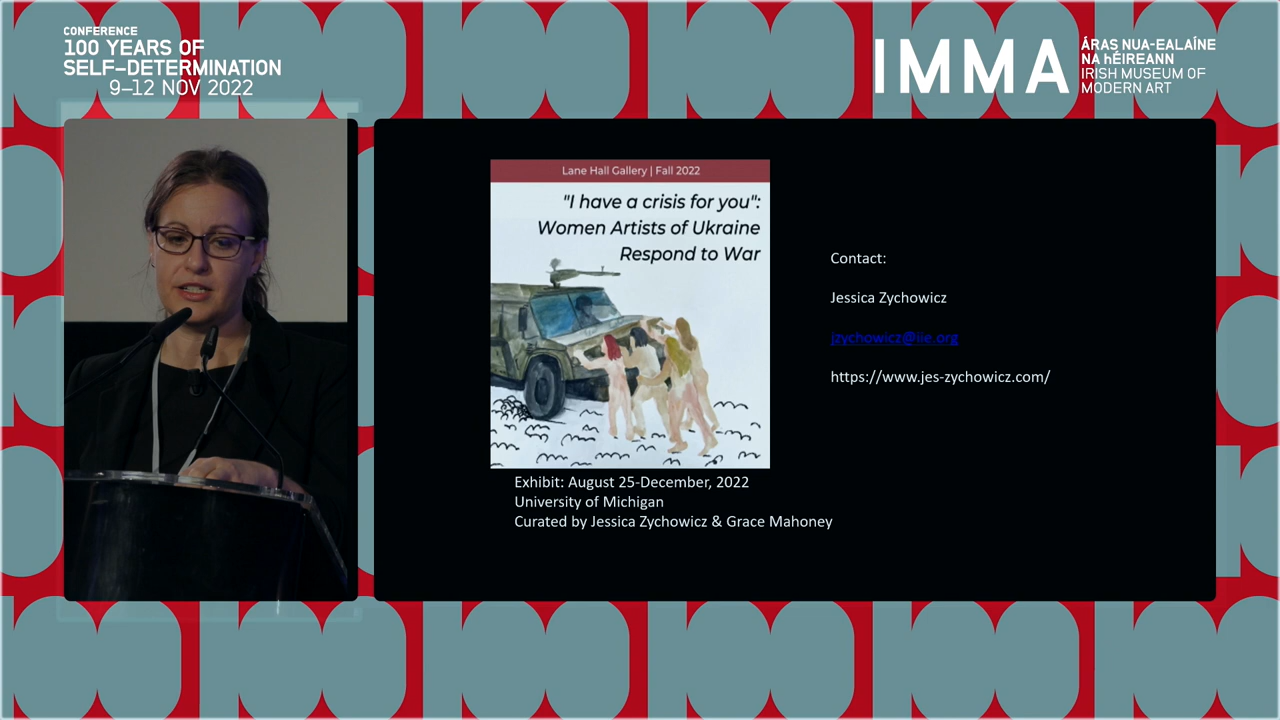 CONFERENCE
100 YEARS OF
SELF–DETERMINATION
9–12 NOV 2022
IMMA
ÁRAS NUA-EALAÍNE
NA hÉIREANN
IRISH MUSEUM OF
MODERN ART
Lane Hall Gallery | Fall 2022
"I have a crisis for you":
Women Artists of Ukraine
Respond to War
Exhibit: August 25-December, 2022
University of Michigan
Curated by Jessica Zychowicz & Grace Mahoney
Contact:
Jessica Zychowicz
jzychowicz@iie.org
https://www.jes-zychowicz.com/